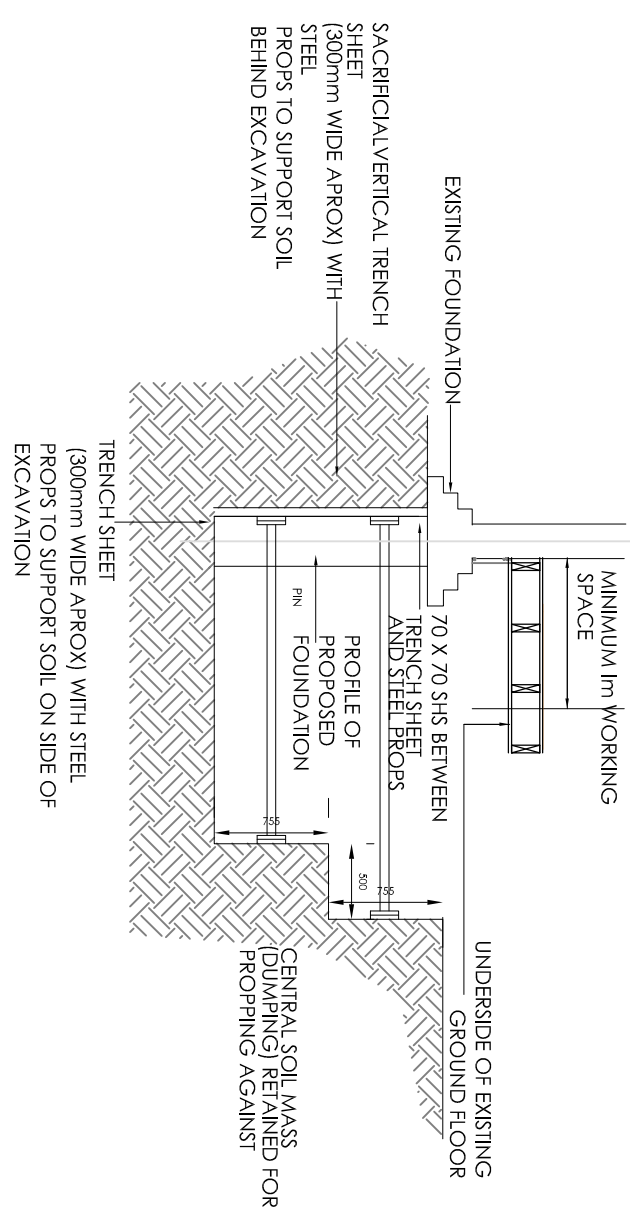 SACRIFICIALVERTICAL TRENCH
SHEET
(300mm WIDE APROX) WITH
STEEL
PROPS TO SUPPORT SOIL
BEHIND EXCAVATION
EXISTING FOUNDATION
MINIMUM 1m WORKING
SPACE
70 X 70 SHS BETWEEN
TRENCH SHEET
AND STEEL PROPS
PROFILE OF
PROPOSED
FOUNDATION
PIN
TRENCH SHEET
(300mm WIDE APROX) WITH STEEL
PROPS TO SUPPORT SOIL ON SIDE OF
EXCAVATION
755
500
755
UNDERSIDE OF EXISTING
GROUND FLOOR
CENTRAL SOIL MASS
(DUMPING) RETAINED FOR
PROPPING AGAINST